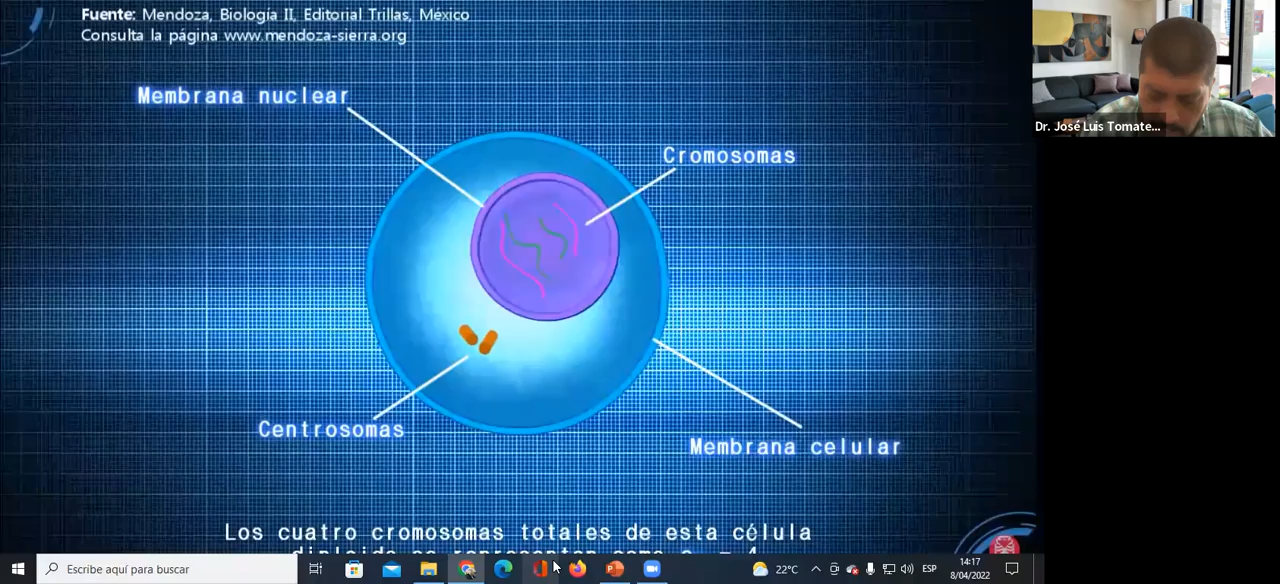 Fuente: Mendoza, Biología II, Editorial Trillas, México
Consulta la página www.mendoza-sierra.org
Membrana nuclear
Cromosomas
Dr. José Luis Tomate...
Centrosomas
Membrana celular
Los cuatro cromosomas totales de esta célula
Escribe aquí para buscar
22°C
ESP
14:17
8/04/2022